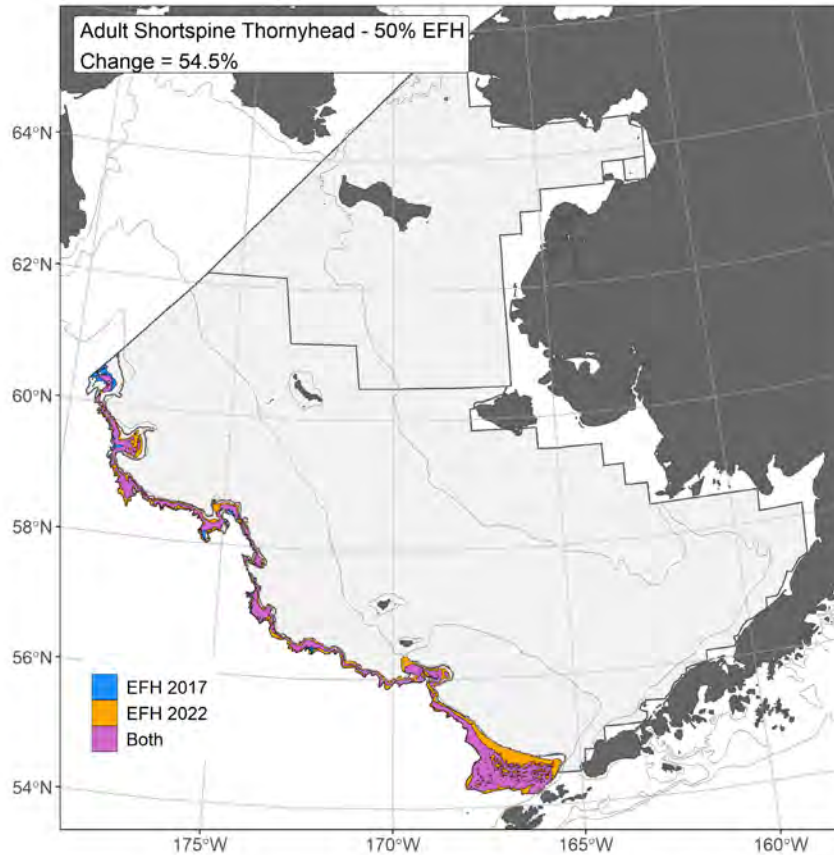 Adult Shortspine Thornyhead - 50% EFH
Change = 54.5%
64°N
62°N
60°N
58°N
56°N
54°N
EFH 2017
EFH 2022
Both
175°W
170°W
165°W
160°W